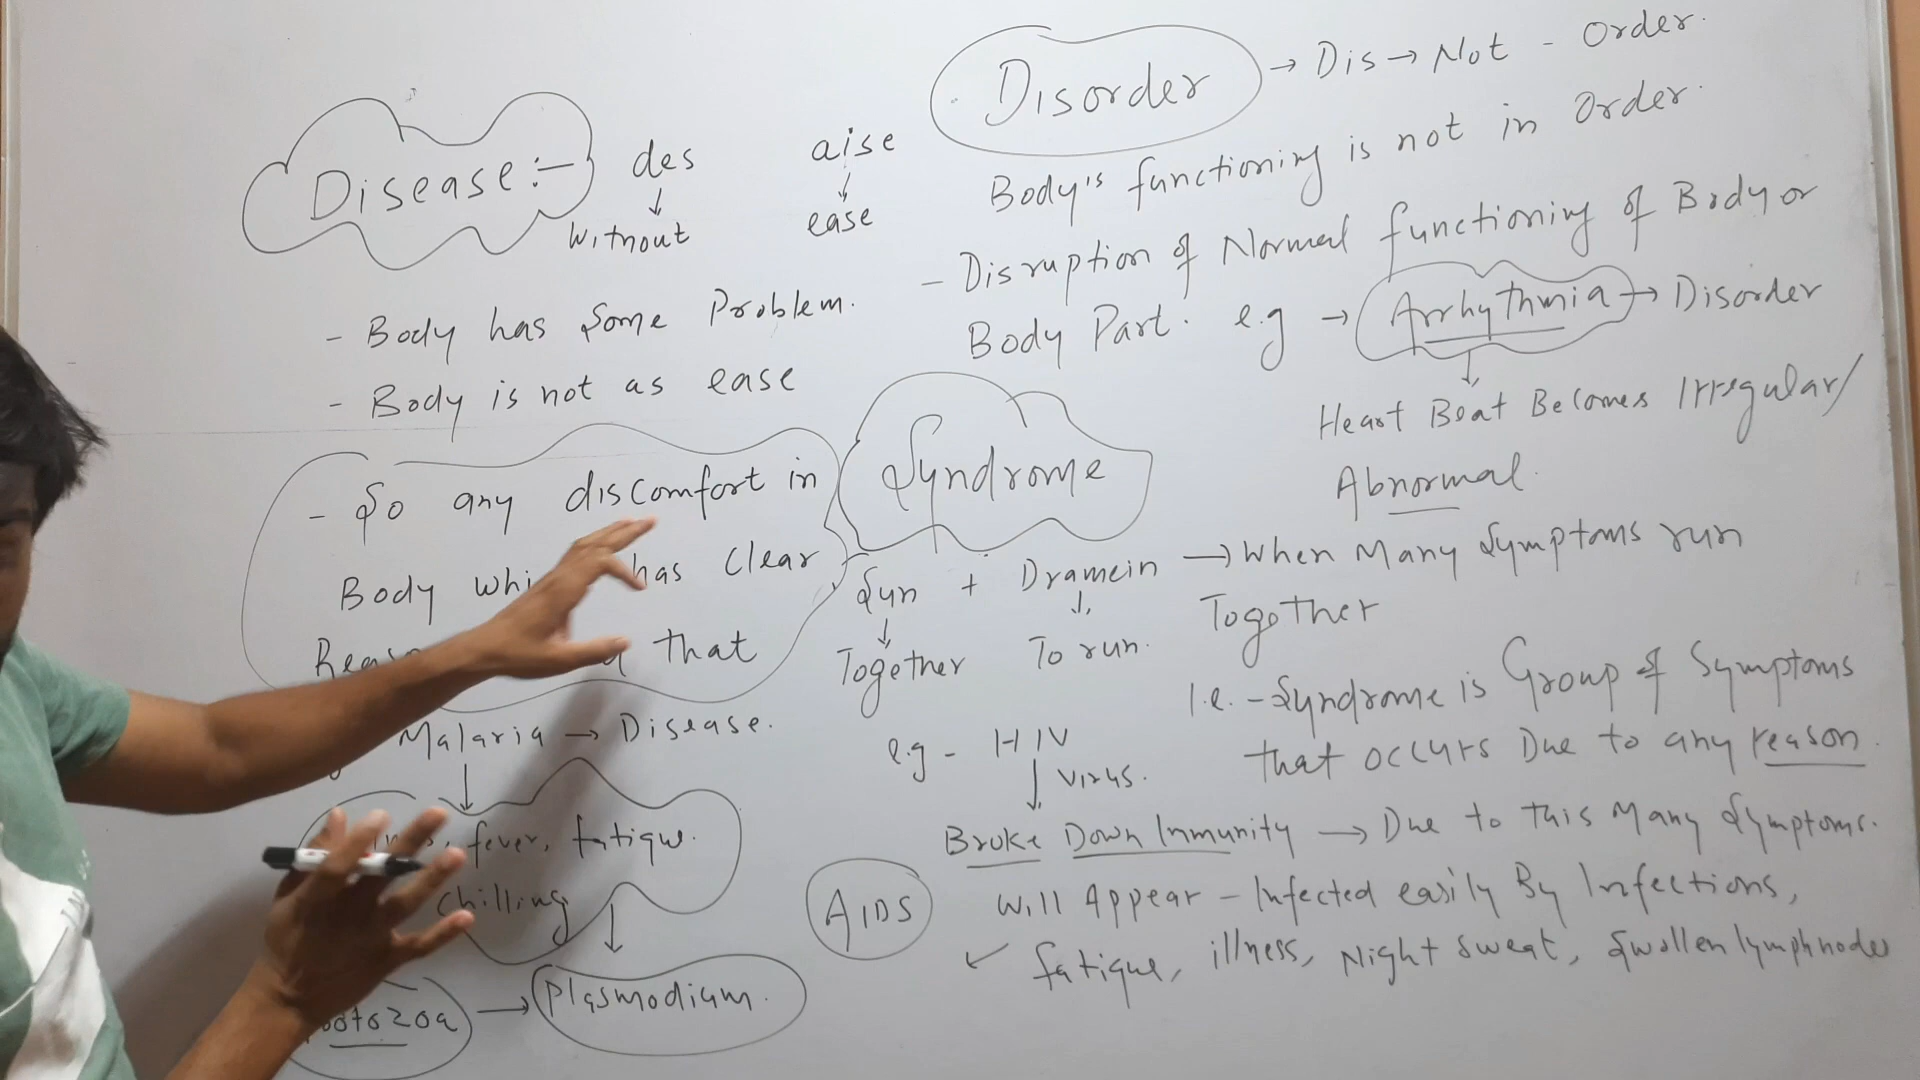 Disease:- des aise
Without ease
- Body has Some Problem.
- Body is not as ease
- So any discomfort in
Body has Clear
that
Malaria → Disease.
fever, fatigue.
chilling
→ Plasmodium.
Disorder → Dis → Not - Order.
Body's functioning is not in Order.
- Disruption of Normal functioning of Body or
Body Part. e.g → Arrhythmia → Disorder
Heart Beat Becomes Irregular/
Abnormal.
Syndrome
Syn + Dramein → When Many Symptoms run
Together To run. Together
I.e. - Syndrome is Group of Symptoms
that occurs Due to any reason.
e.g - HIV
Virus.
Broke Down Immunity → Due to This Many Symptoms.
Will Appear - Infected easily By Infections,
AIDS
fatigue, illness, Night sweat, Swollen lymphnodes